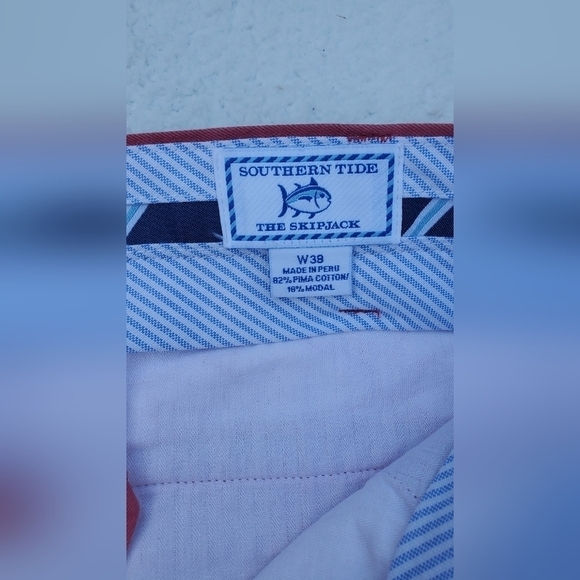 SOUTHERN TIDE
THE SKIPJACK
W38
MADE IN PERU
82% PIMA COTTON/
18% MODAL